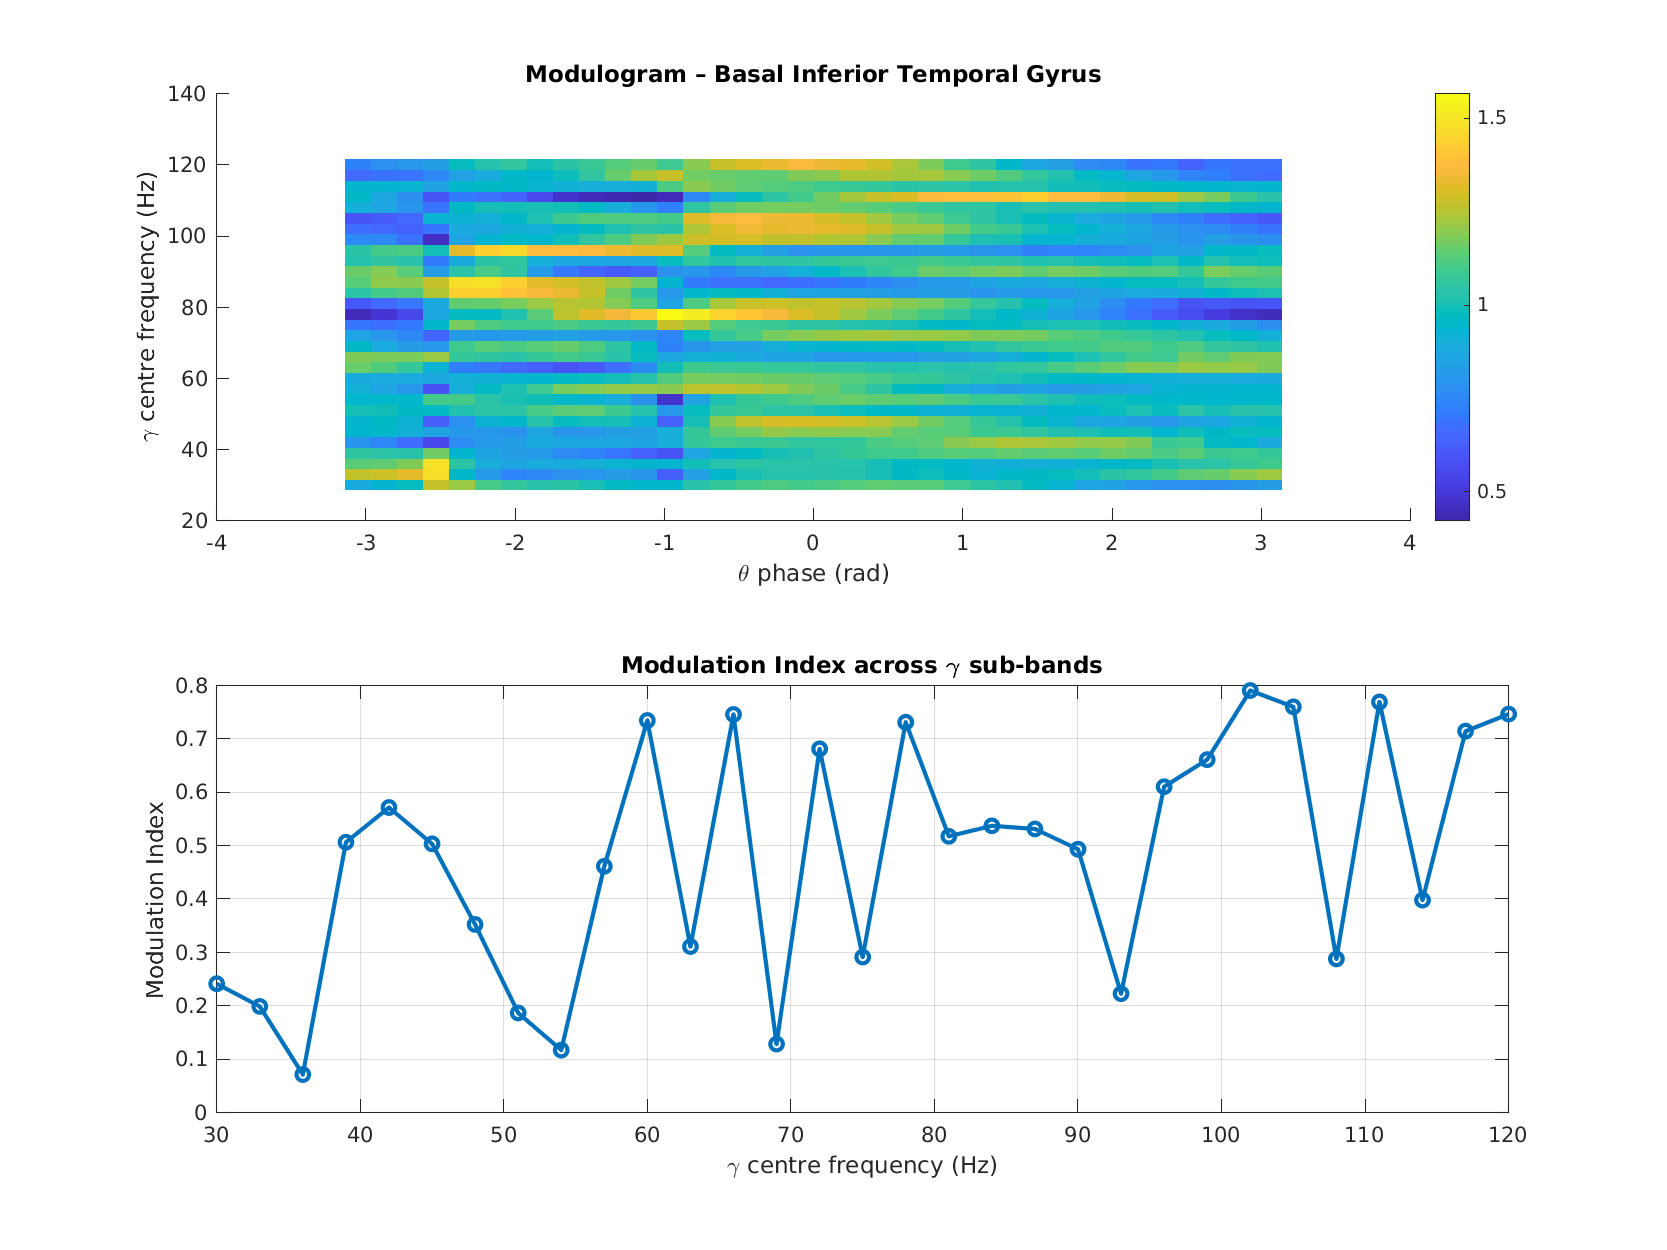 Modulogram – Basal Inferior Temporal Gyrus
140
120
100
80
60
40
20
γ centre frequency (Hz)
-4 -3 -2 -1 0 1 2 3 4
θ phase (rad)
1.5
1
0.5
Modulation Index across γ sub-bands
0.8
0.7
0.6
0.5
0.4
0.3
0.2
0.1
0
Modulation Index
30 40 50 60 70 80 90 100 110 120
γ centre frequency (Hz)